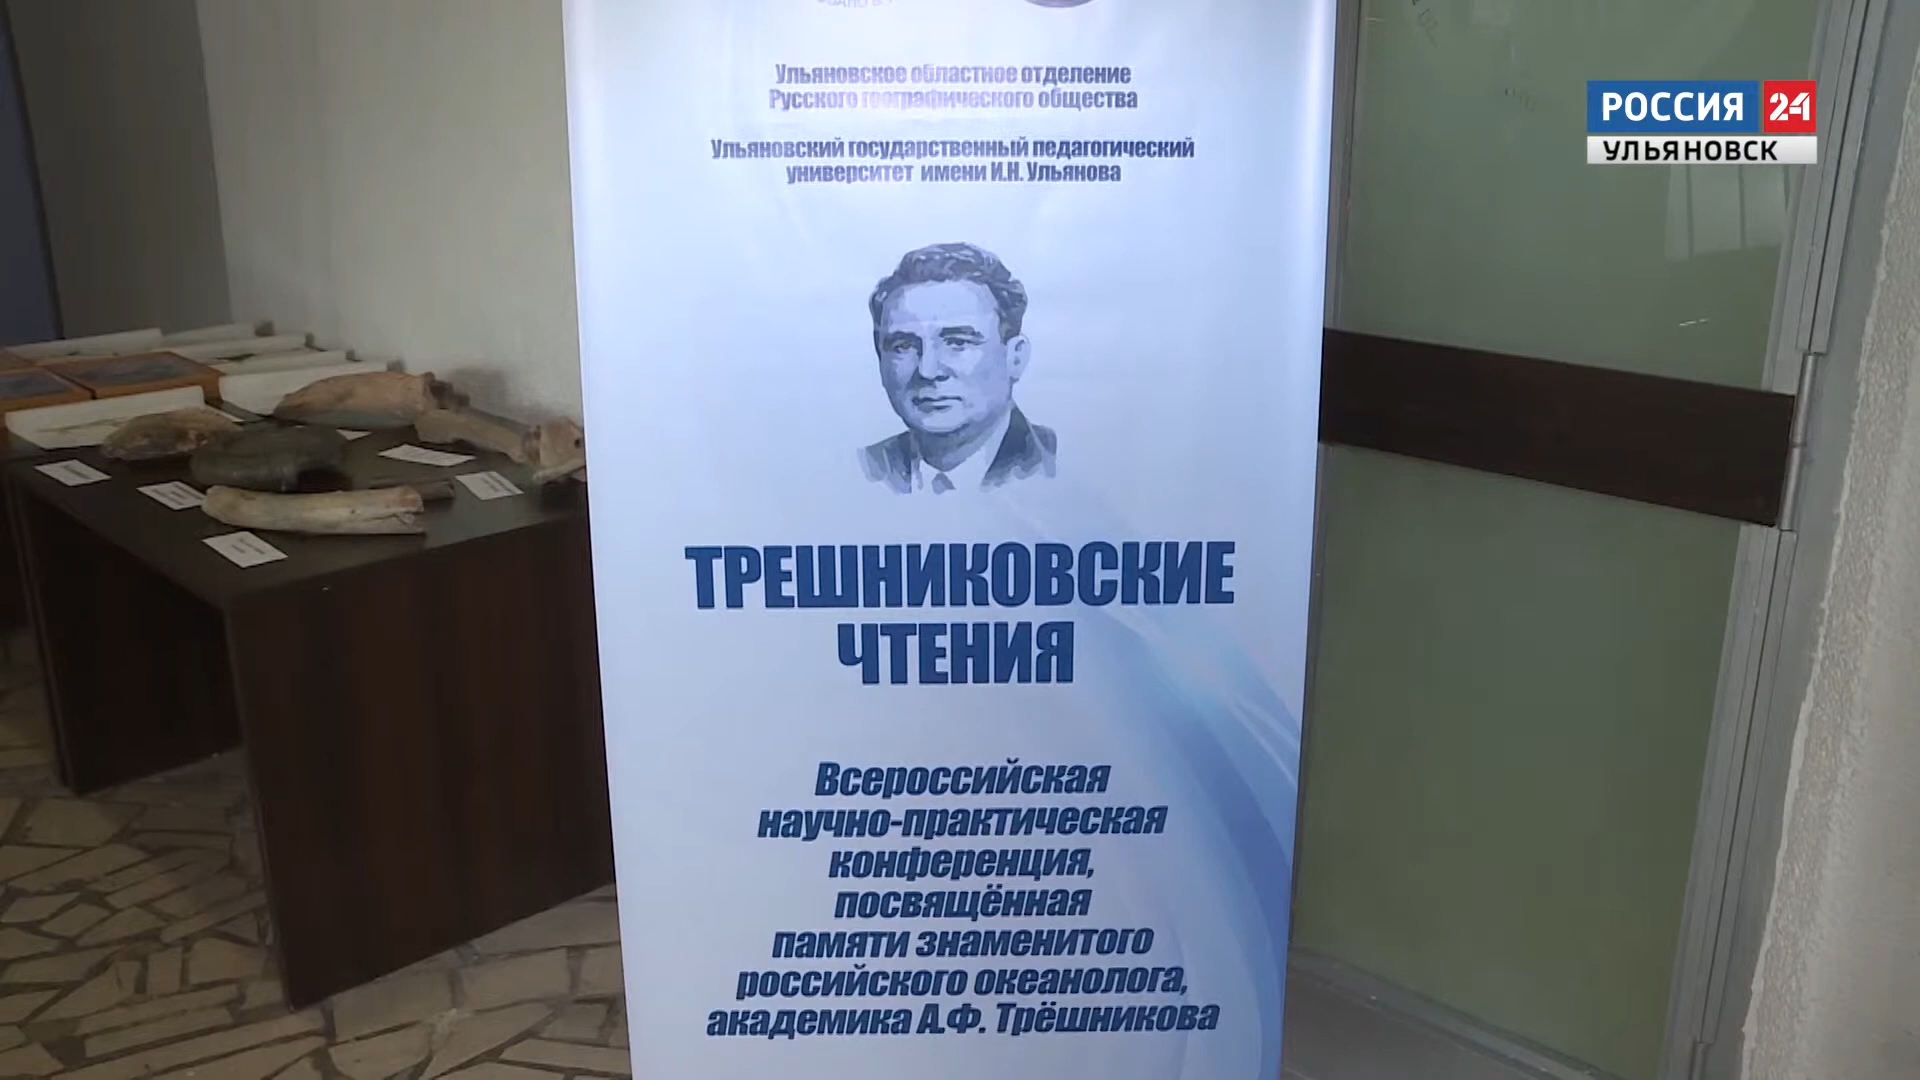 Ульяновское областное отделение
Русского географического общества
Ульяновский государственный педагогический
университет имени И.Н. Ульянова
РОССИЯ 24
УЛЬЯНОВСК
ТРЕШНИКОВСКИЕ
ЧТЕНИЯ
Всероссийская
научно-практическая
конференция,
посвящённая
памяти знаменитого
российского океанолога,
академика А.Ф. Трёшникова